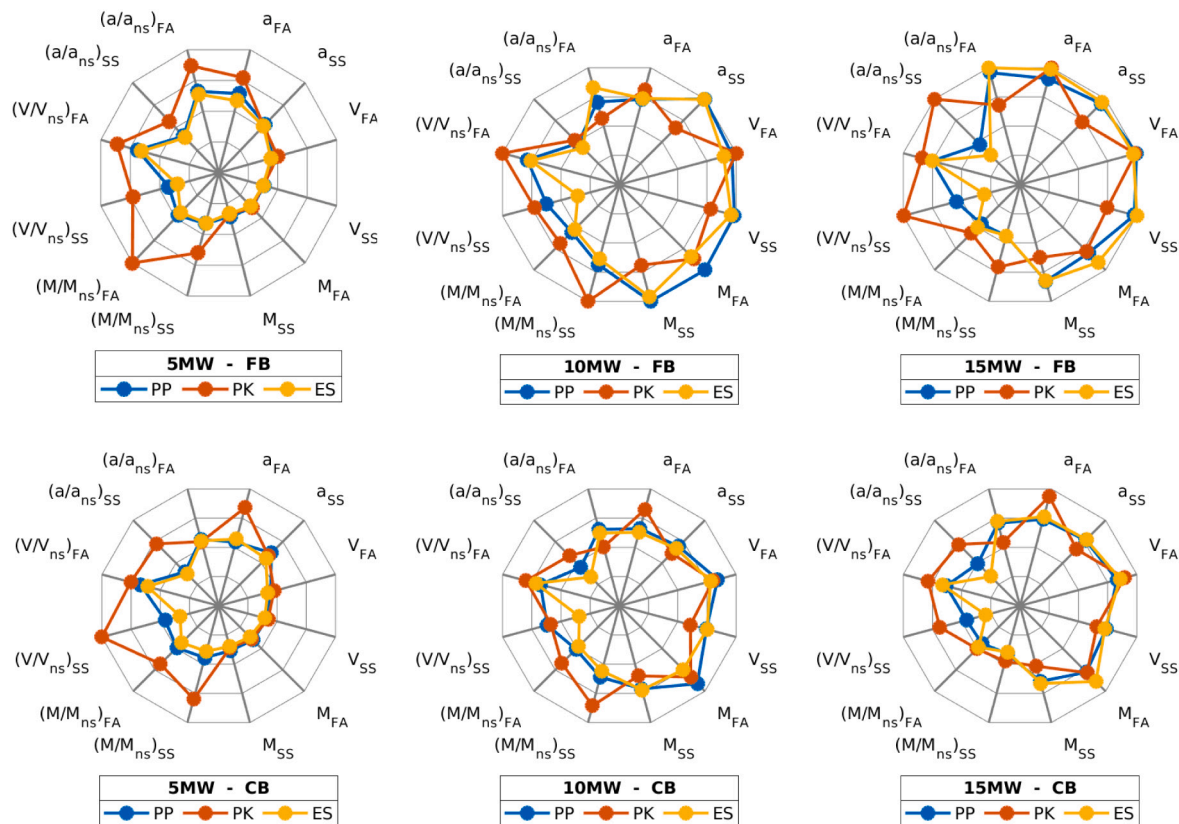 (a/a_ns)_FA a_FA
(a/a_ns)_SS a_SS
(V/V_ns)_FA V_FA
(V/V_ns)_SS V_SS
(M/M_ns)_FA M_FA
(M/M_ns)_SS M_SS
5MW - FB
PP PK ES
(a/a_ns)_FA a_FA
(a/a_ns)_SS a_SS
(V/V_ns)_FA V_FA
(V/V_ns)_SS V_SS
(M/M_ns)_FA M_FA
(M/M_ns)_SS M_SS
10MW - FB
PP PK ES
(a/a_ns)_FA a_FA
(a/a_ns)_SS a_SS
(V/V_ns)_FA V_FA
(V/V_ns)_SS V_SS
(M/M_ns)_FA M_FA
(M/M_ns)_SS M_SS
15MW - FB
PP PK ES
(a/a_ns)_FA a_FA
(a/a_ns)_SS a_SS
(V/V_ns)_FA V_FA
(V/V_ns)_SS V_SS
(M/M_ns)_FA M_FA
(M/M_ns)_SS M_SS
5MW - CB
PP PK ES
(a/a_ns)_FA a_FA
(a/a_ns)_SS a_SS
(V/V_ns)_FA V_FA
(V/V_ns)_SS V_SS
(M/M_ns)_FA M_FA
(M/M_ns)_SS M_SS
10MW - CB
PP PK ES
(a/a_ns)_FA a_FA
(a/a_ns)_SS a_SS
(V/V_ns)_FA V_FA
(V/V_ns)_SS V_SS
(M/M_ns)_FA M_FA
(M/M_ns)_SS M_SS
15MW - CB
PP PK ES